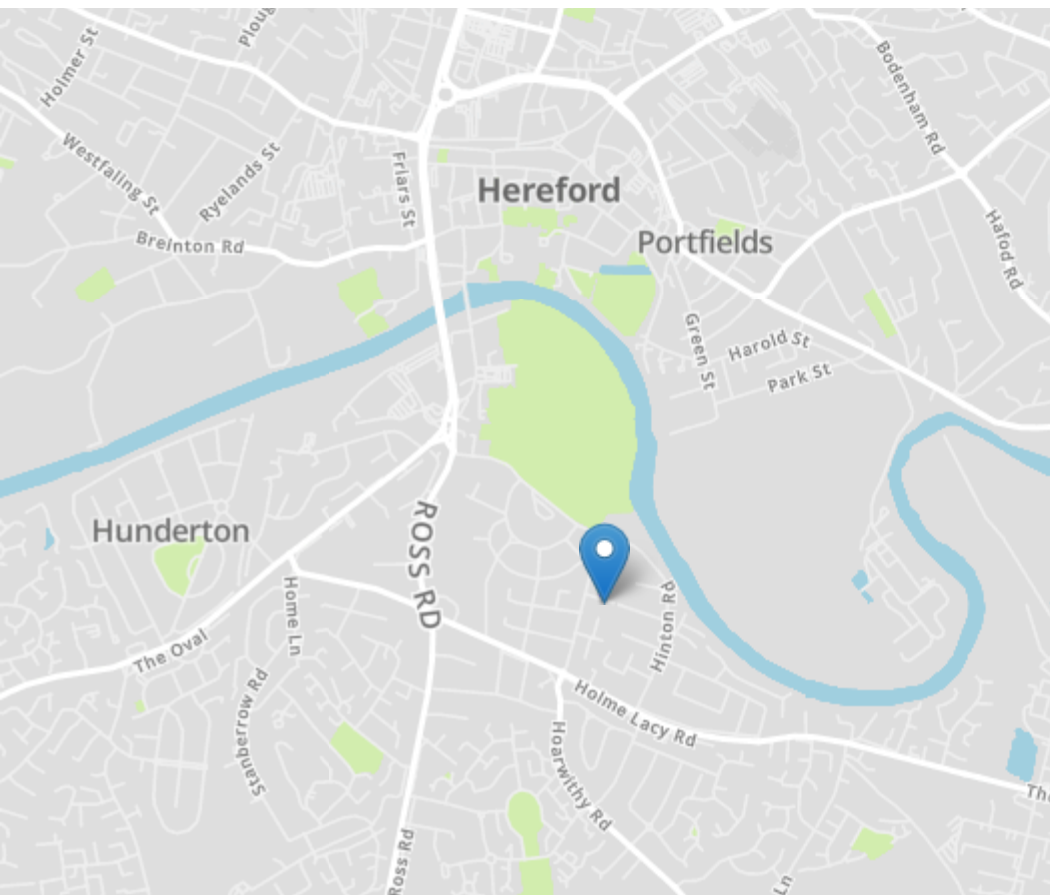 Holmer St
Bodenham Rd
Westfaling St
Ryelands St
Friars St
Hereford
Breinton Rd
Portfields
Hafod Rd
Green St
Harold St
Park St
Hunderton
ROSS RD
Home Ln
Hinton Rd
The Oval
Stanberrow Rd
Holme Lacy Rd
Hoarwithy Rd
Ross Rd
Ln